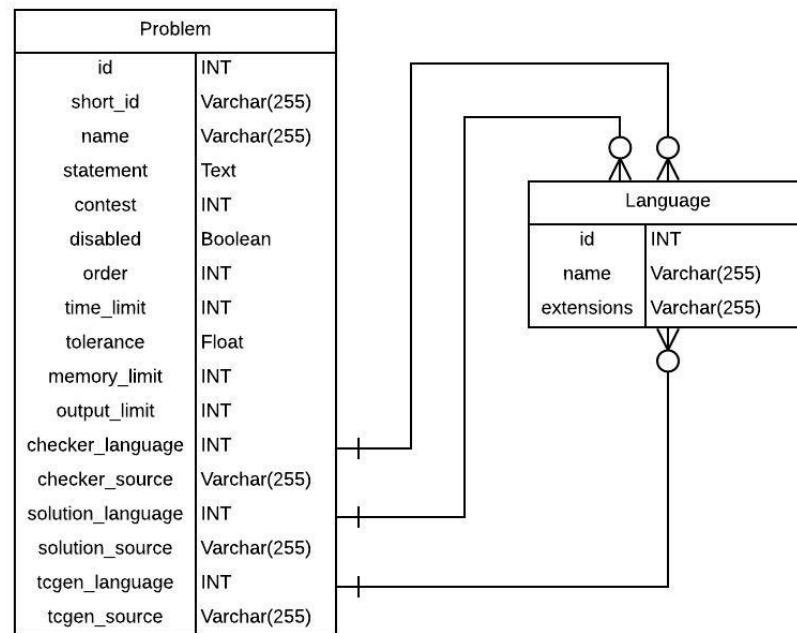 Problem
id INT
short_id Varchar(255)
name Varchar(255)
statement Text
contest INT
disabled Boolean
order INT
time_limit INT
tolerance Float
memory_limit INT
output_limit INT
checker_language INT
checker_source Varchar(255)
solution_language INT
solution_source Varchar(255)
tcgen_language INT
tcgen_source Varchar(255)
Language
id INT
name Varchar(255)
extensions Varchar(255)